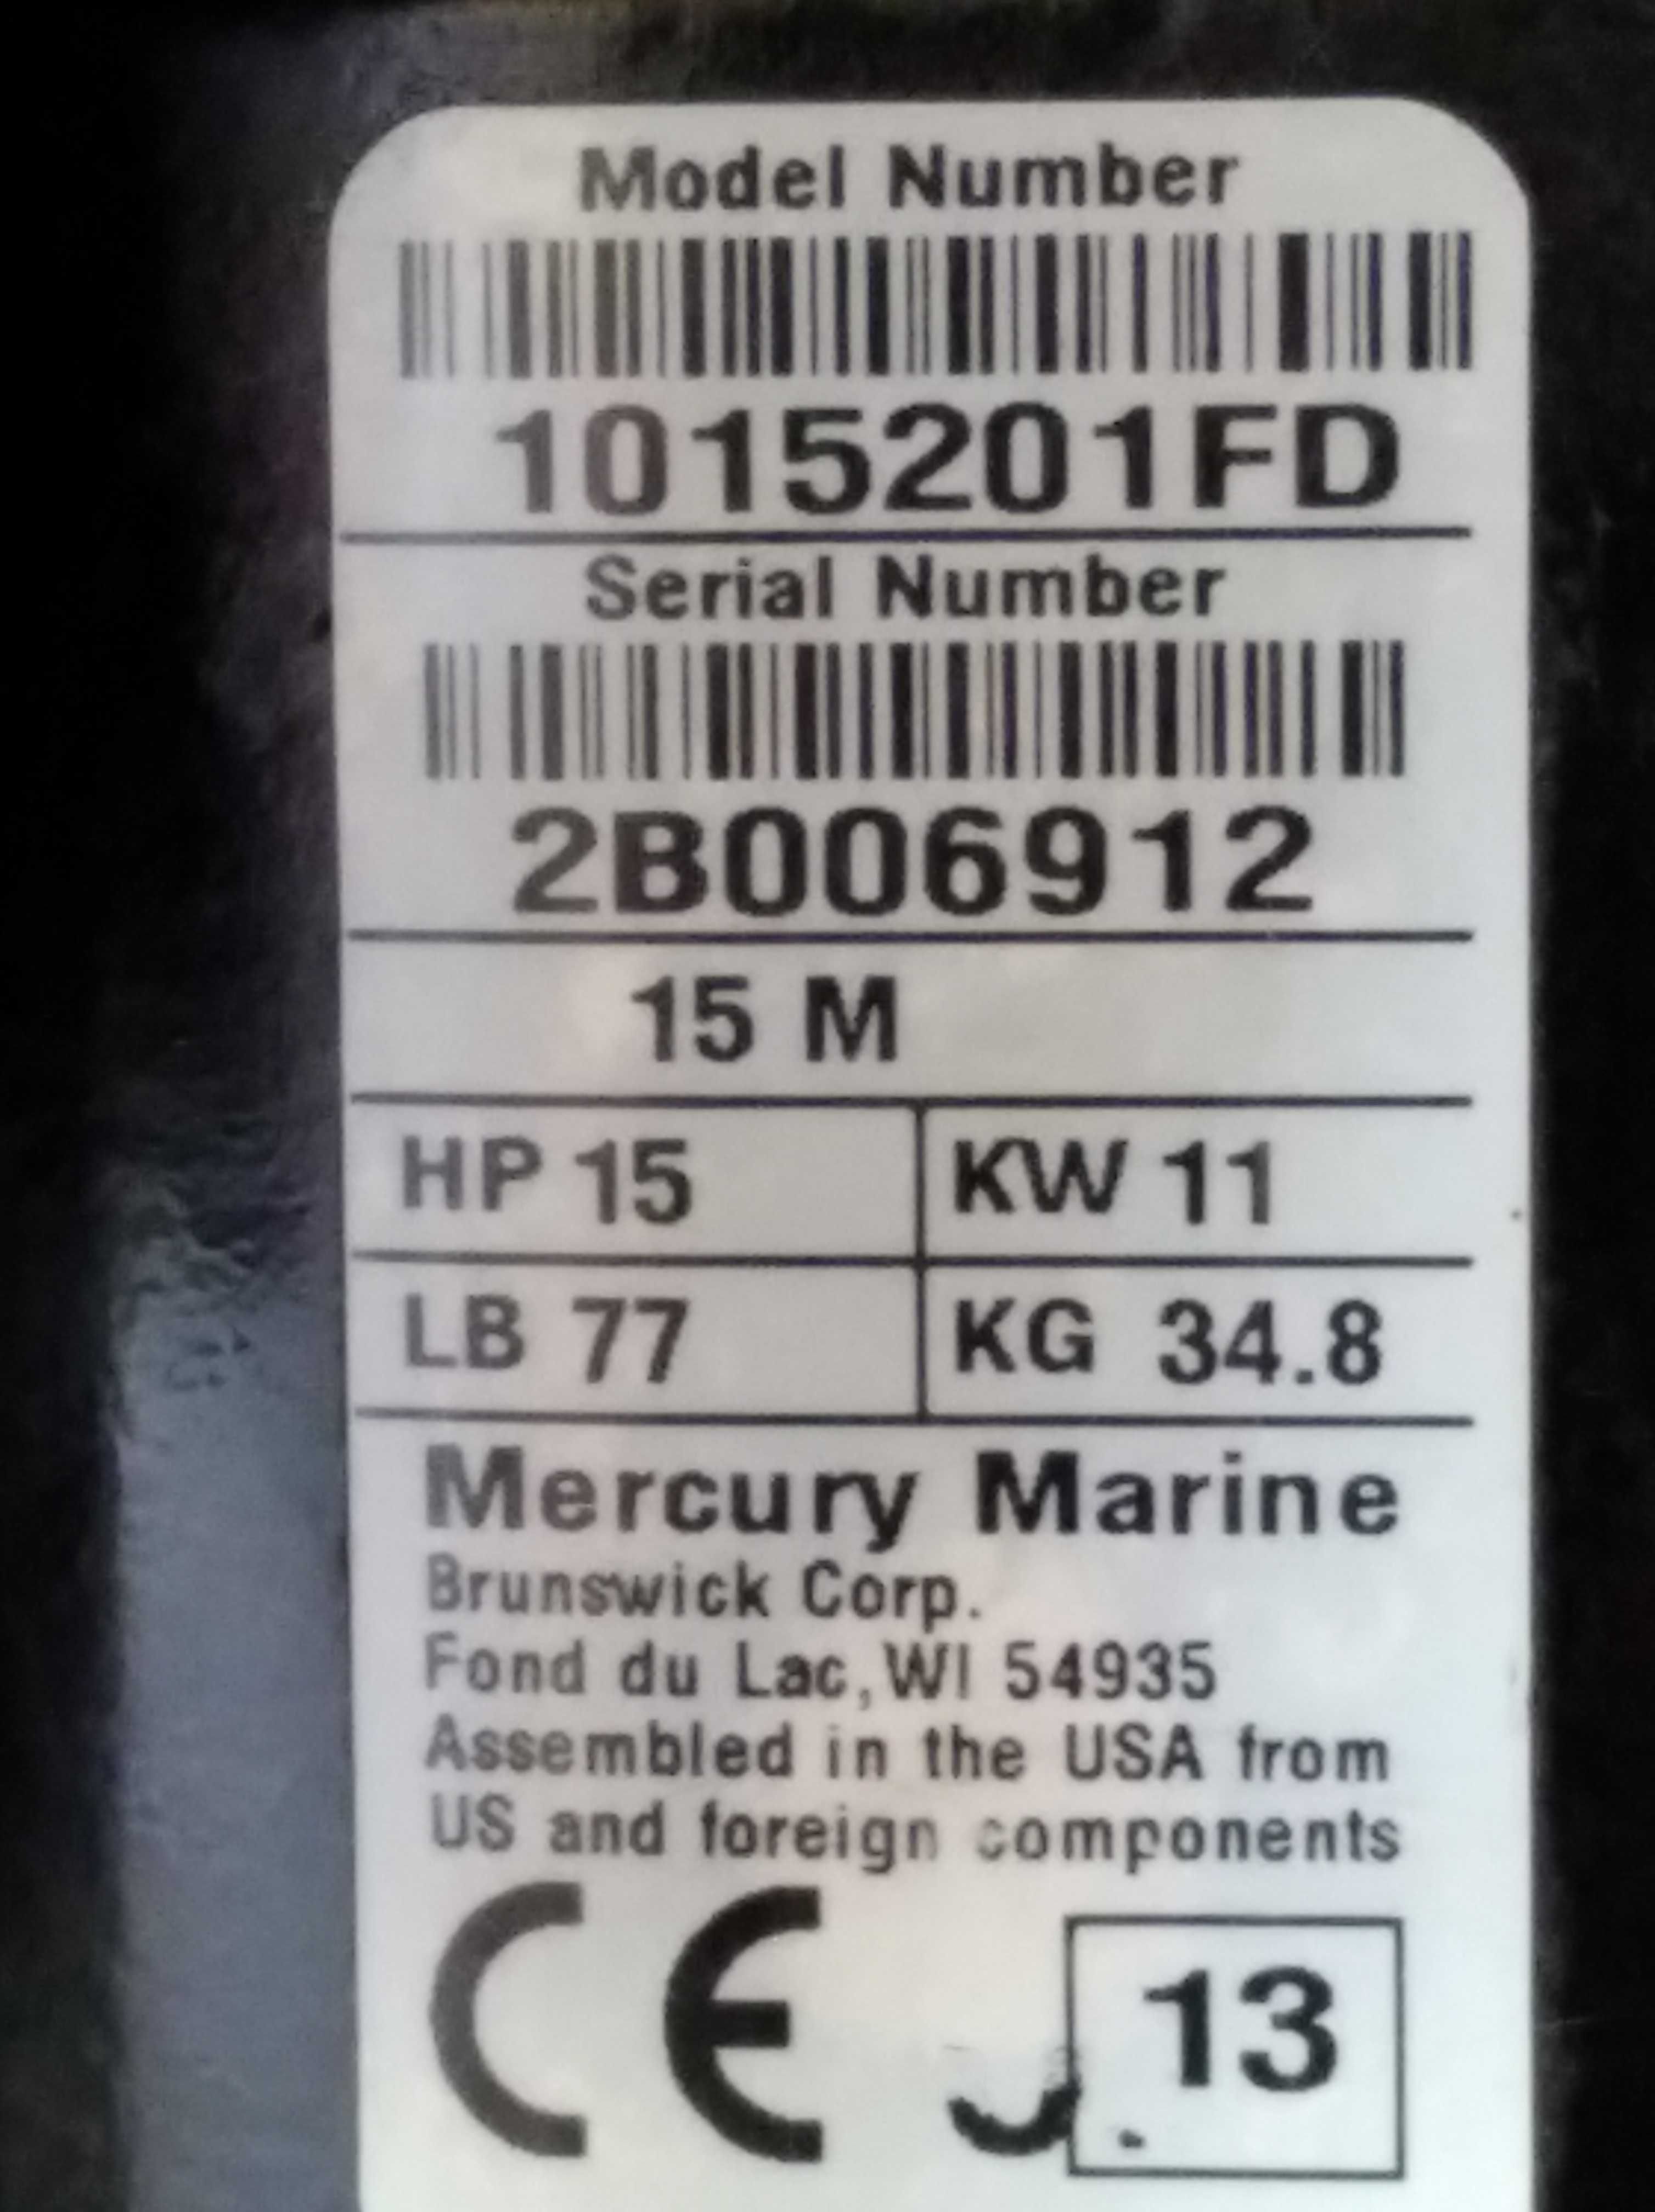 Model Number
1015201FD
Serial Number
2B006912
15 M
HP 15 KW 11
LB 77 KG 34.8
Mercury Marine
Brunswick Corp.
Fond du Lac,WI 54935
Assembled in the USA from
US and foreign components
CE 13